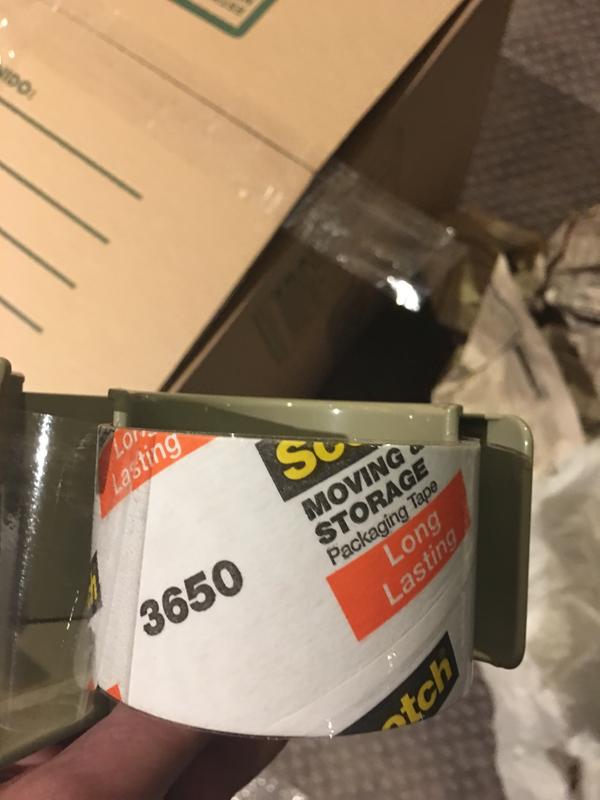 Long
Lasting
MOVING &
STORAGE
Packaging Tape
Long
Lasting
3650
otch